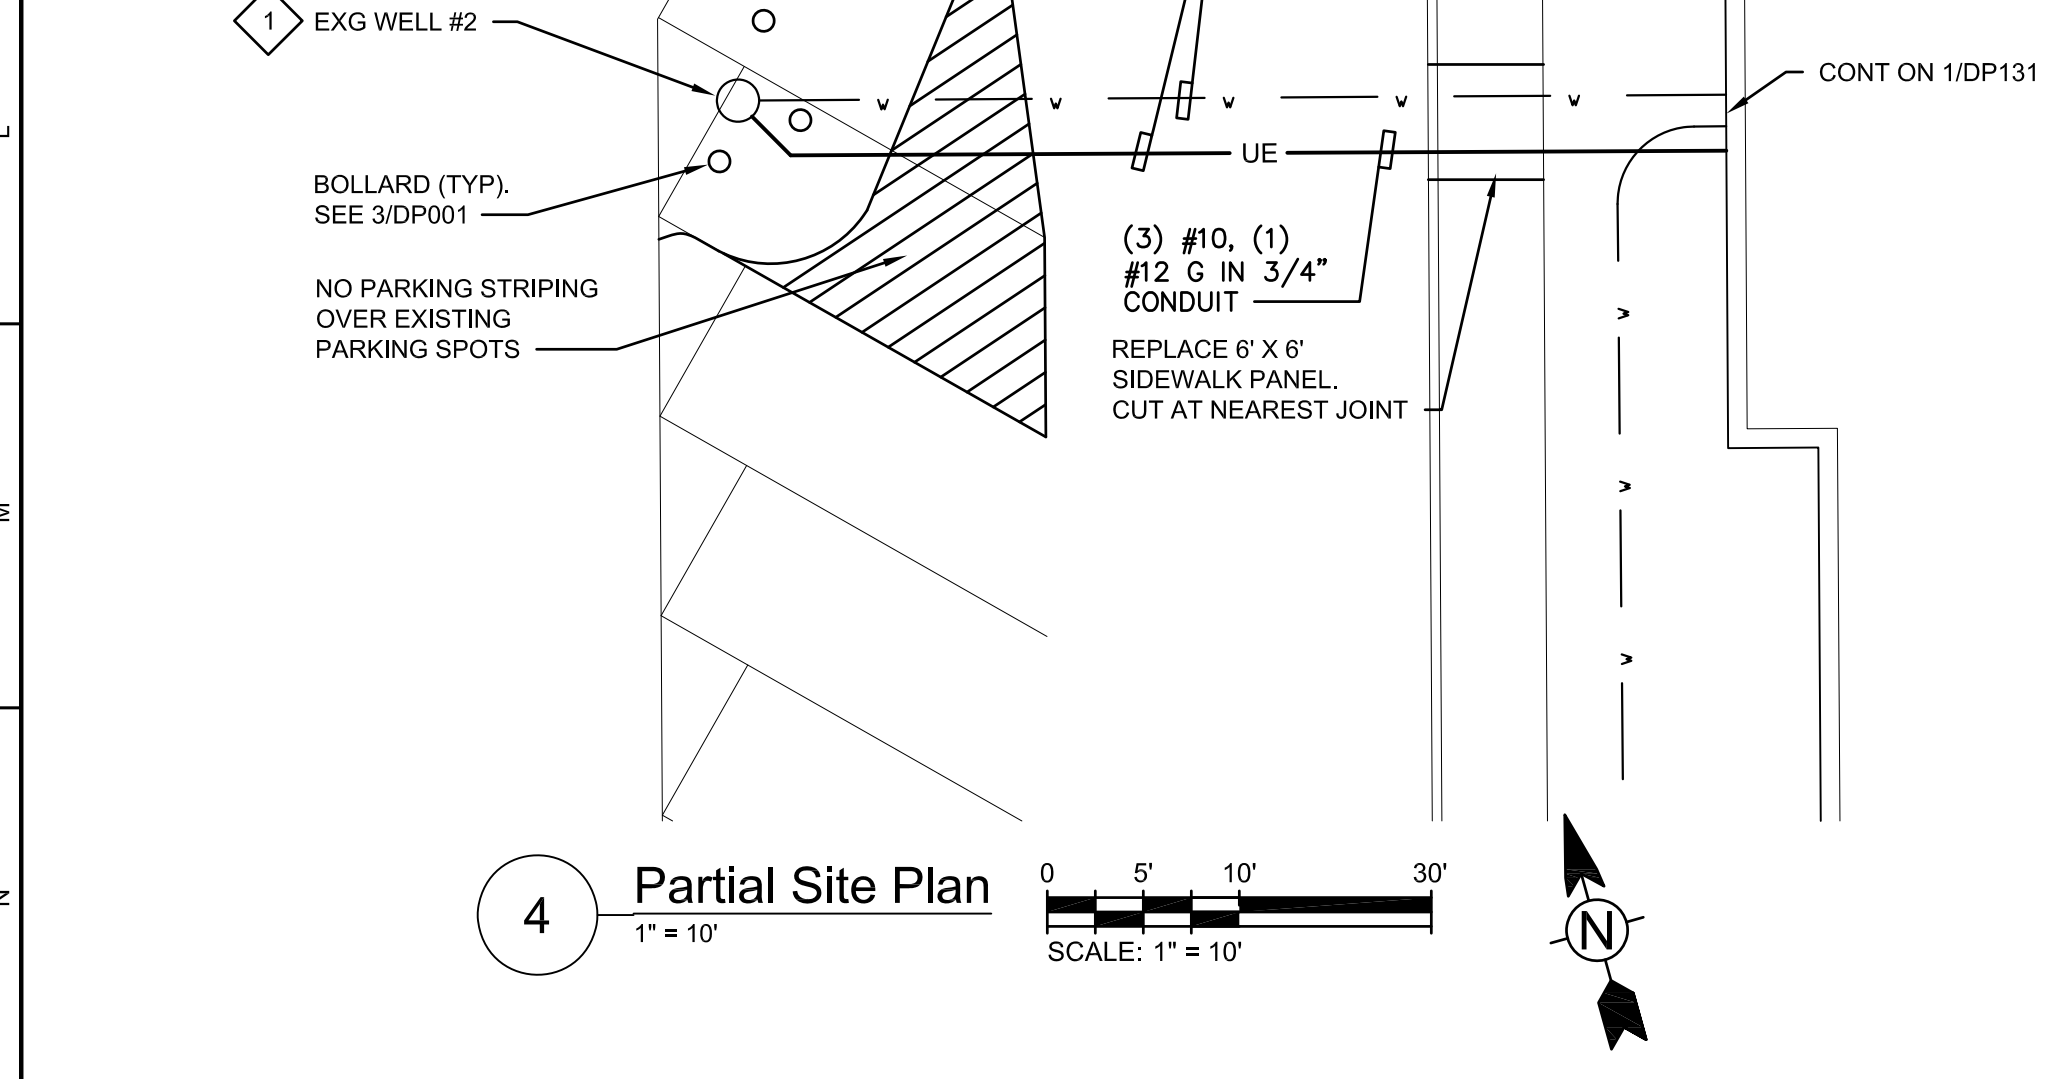 1
EXG WELL #2
CONT ON 1/DP131
L
W W W W W
UE
BOLLARD (TYP).
SEE 3/DP001
NO PARKING STRIPING
OVER EXISTING
PARKING SPOTS
(3) #10, (1)
#12 G IN 3/4"
CONDUIT
REPLACE 6' X 6'
SIDEWALK PANEL.
CUT AT NEAREST JOINT
W
W
W
M
N
4
Partial Site Plan
1" = 10'
0 5' 10' 30'
SCALE: 1" = 10'
N